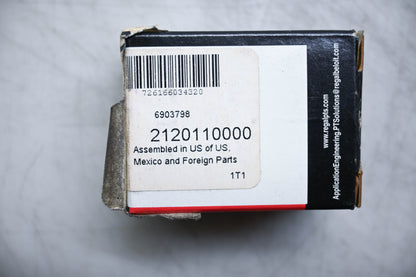 726166034320
6903798
2120110000
Assembled in US of US,
Mexico and Foreign Parts
1T1
www.regalpts.com
ApplicationEngineering.PTSolutions@regalbeloit.com